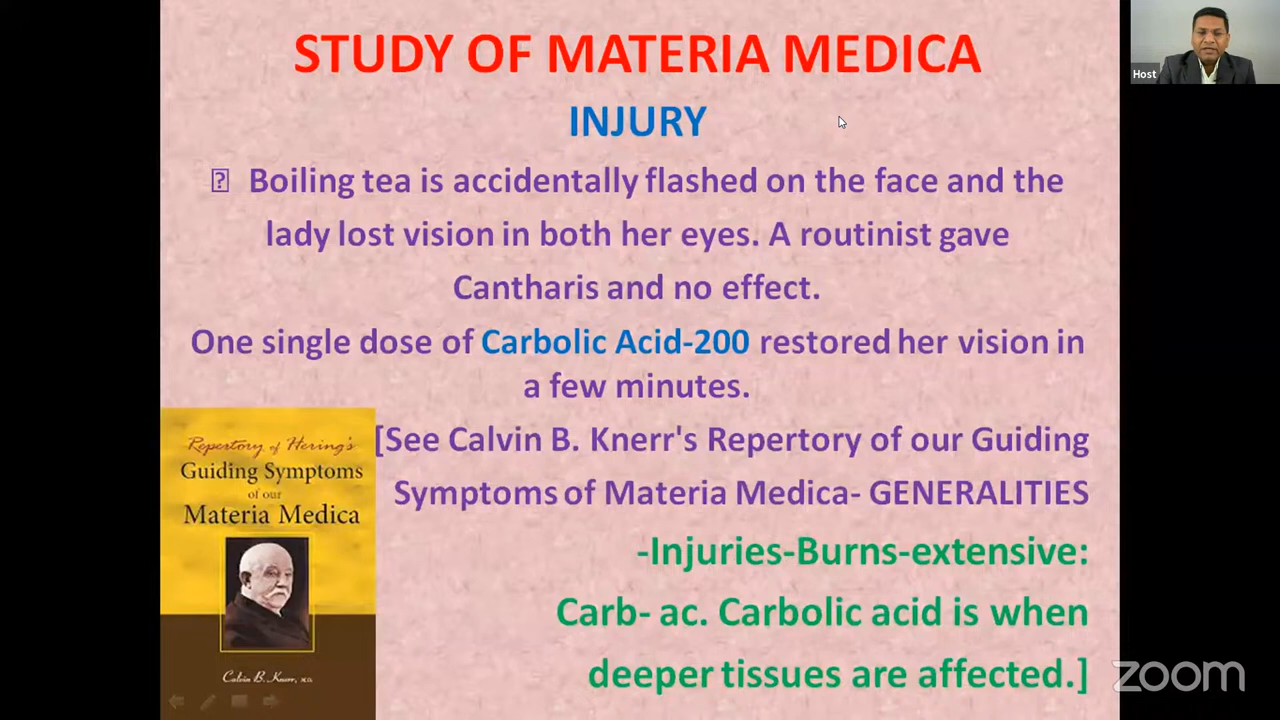 STUDY OF MATERIA MEDICA
Host
INJURY
Boiling tea is accidentally flashed on the face and the
lady lost vision in both her eyes. A routinist gave
Cantharis and no effect.
One single dose of Carbolic Acid-200 restored her vision in
a few minutes.
[See Calvin B. Knerr's Repertory of our Guiding
Symptoms of Materia Medica- GENERALITIES
-Injuries-Burns-extensive:
Carb- ac. Carbolic acid is when
deeper tissues are affected.]
Repertory of Hering's
Guiding Symptoms
of our
Materia Medica
Calvin B. Knerr, M.D.
zoom